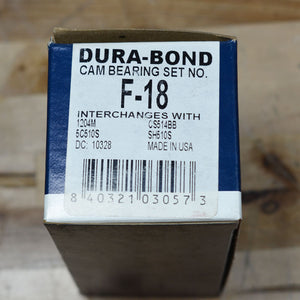 DURA-BOND
CAM BEARING SET NO.
F-18
INTERCHANGES WITH
1204M CS514BB
5C510S SH510S
DC: 10328 MADE IN USA
8 40321 03057 3